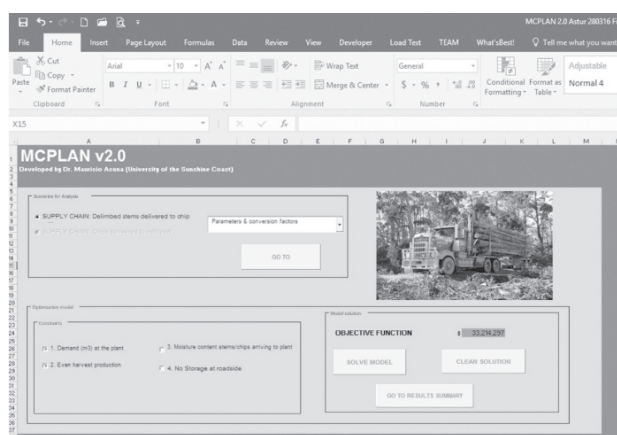 MCPLAN 2.0 Astur 280316 Fi
File Home Insert Page Layout Formulas Data Review View Developer Load Test TEAM What'sBest! Tell me what you want
Cut
Copy
Paste
Format Painter
Clipboard
Arial 10
B I U
Font
Wrap Text
Merge & Center
Alignment
General
$ % ,
Number
Conditional Formatting
Format as Table
Adjustable
Normal 4
X15
fx
A B C D E F G H I J K L M
MCPLAN v2.0
Developed by Dr. Mauricio Acuna (University of the Sunshine Coast)
Scenarios for Analysis
SUPPLY CHAIN: Delimbed stems delivered to chip
Parameters & conversion factors
GO TO
Optimisation model
Constraints
1. Demand (m3) at the plant
2. Even harvest production
3. Moisture content stems/chips arriving to plant
4. No Storage at roadside
Model solution
OBJECTIVE FUNCTION $ 33,214,297
SOLVE MODEL
CLEAR SOLUTION
GO TO RESULTS SUMMARY